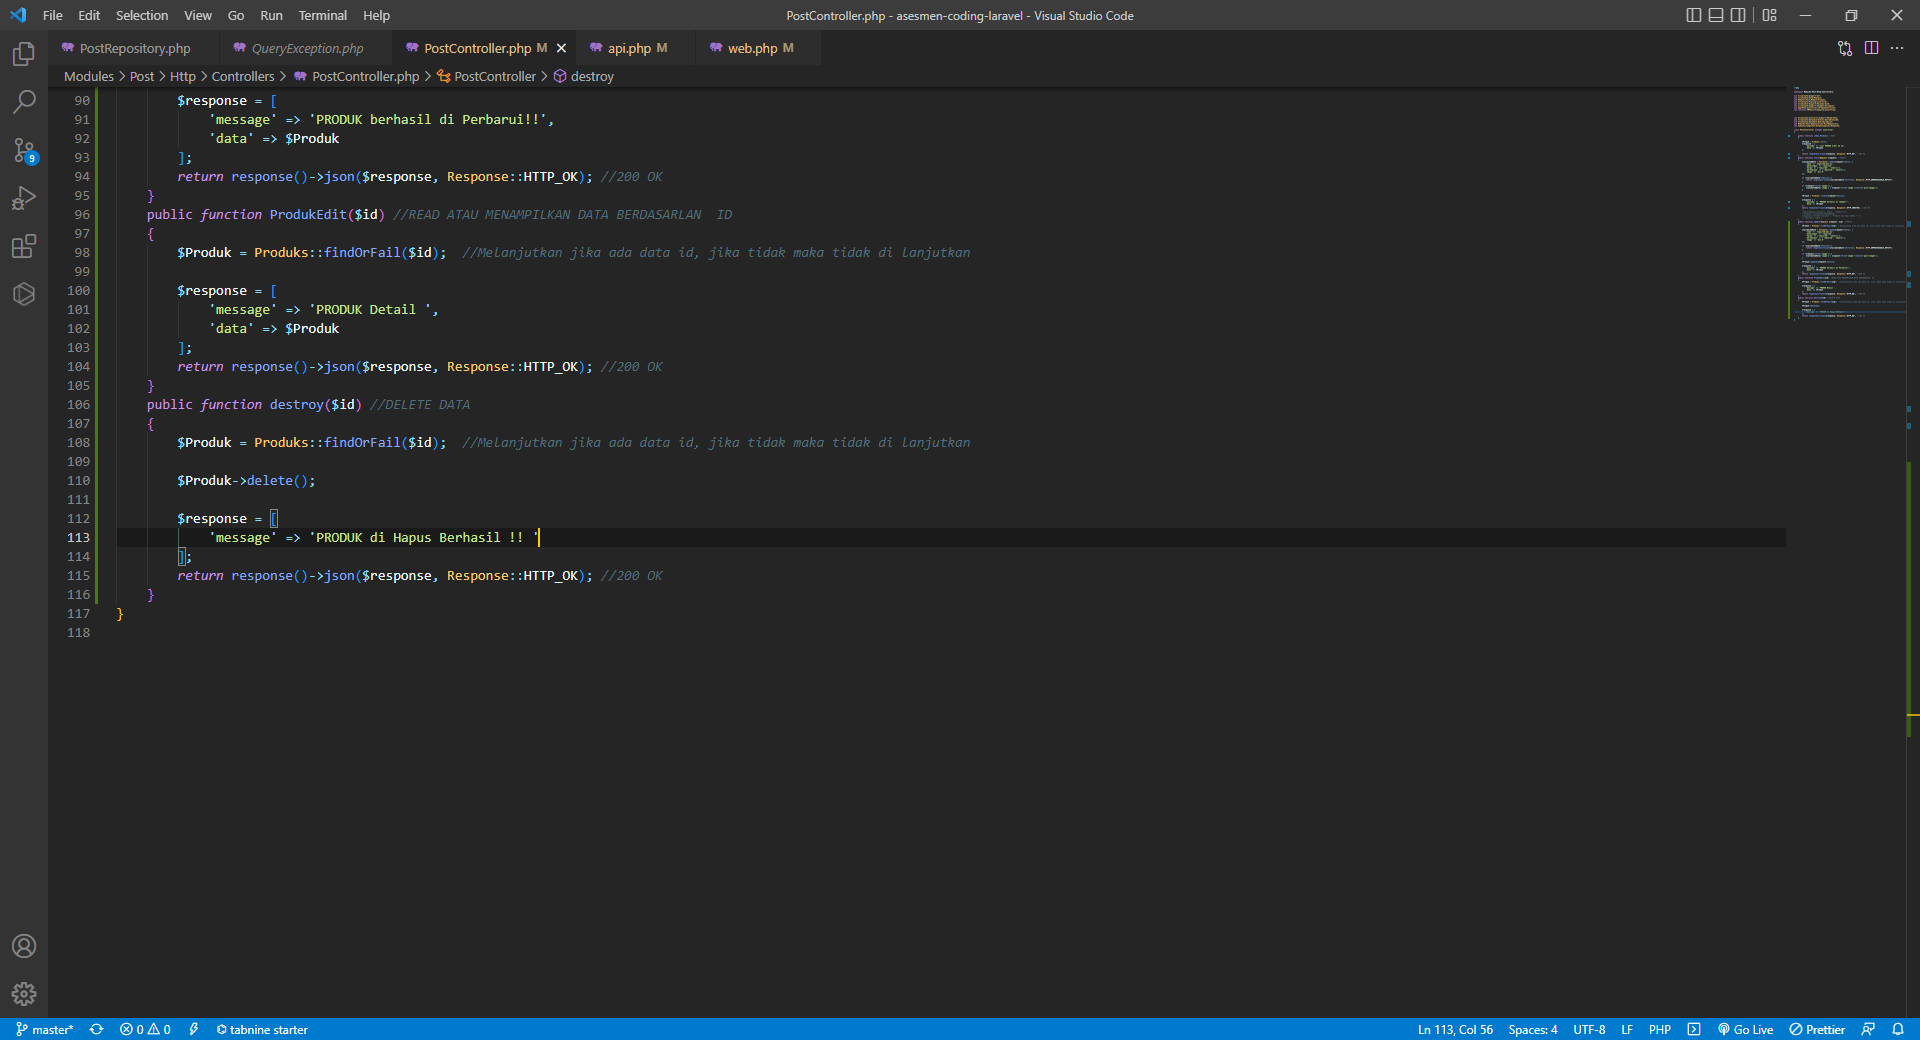 File Edit Selection View Go Run Terminal Help PostController.php - asesmen-coding-laravel - Visual Studio Code
PostRepository.php QueryException.php PostController.php M api.php M web.php M
Modules > Post > Http > Controllers > PostController.php > PostController > destroy
90 $response = [
91 'message' => 'PRODUK berhasil di Perbarui!!',
92 'data' => $Produk
93 ];
94 return response()->json($response, Response::HTTP_OK); //200 OK
95 }
96 public function ProdukEdit($id) //READ ATAU MENAMPILKAN DATA BERDASARLAN  ID
97 {
98 $Produk = Produks::findOrFail($id);  //Melanjutkan jika ada data id, jika tidak maka tidak di lanjutkan
99
100 $response = [
101 'message' => 'PRODUK Detail ',
102 'data' => $Produk
103 ];
104 return response()->json($response, Response::HTTP_OK); //200 OK
105 }
106 public function destroy($id) //DELETE DATA
107 {
108 $Produk = Produks::findOrFail($id);  //Melanjutkan jika ada data id, jika tidak maka tidak di lanjutkan
109
110 $Produk->delete();
111
112 $response = [
113 'message' => 'PRODUK di Hapus Berhasil !! '
114 ];
115 return response()->json($response, Response::HTTP_OK); //200 OK
116 }
117 }
118
9
master* 0 0 tabnine starter Ln 113, Col 56 Spaces: 4 UTF-8 LF PHP Go Live Prettier